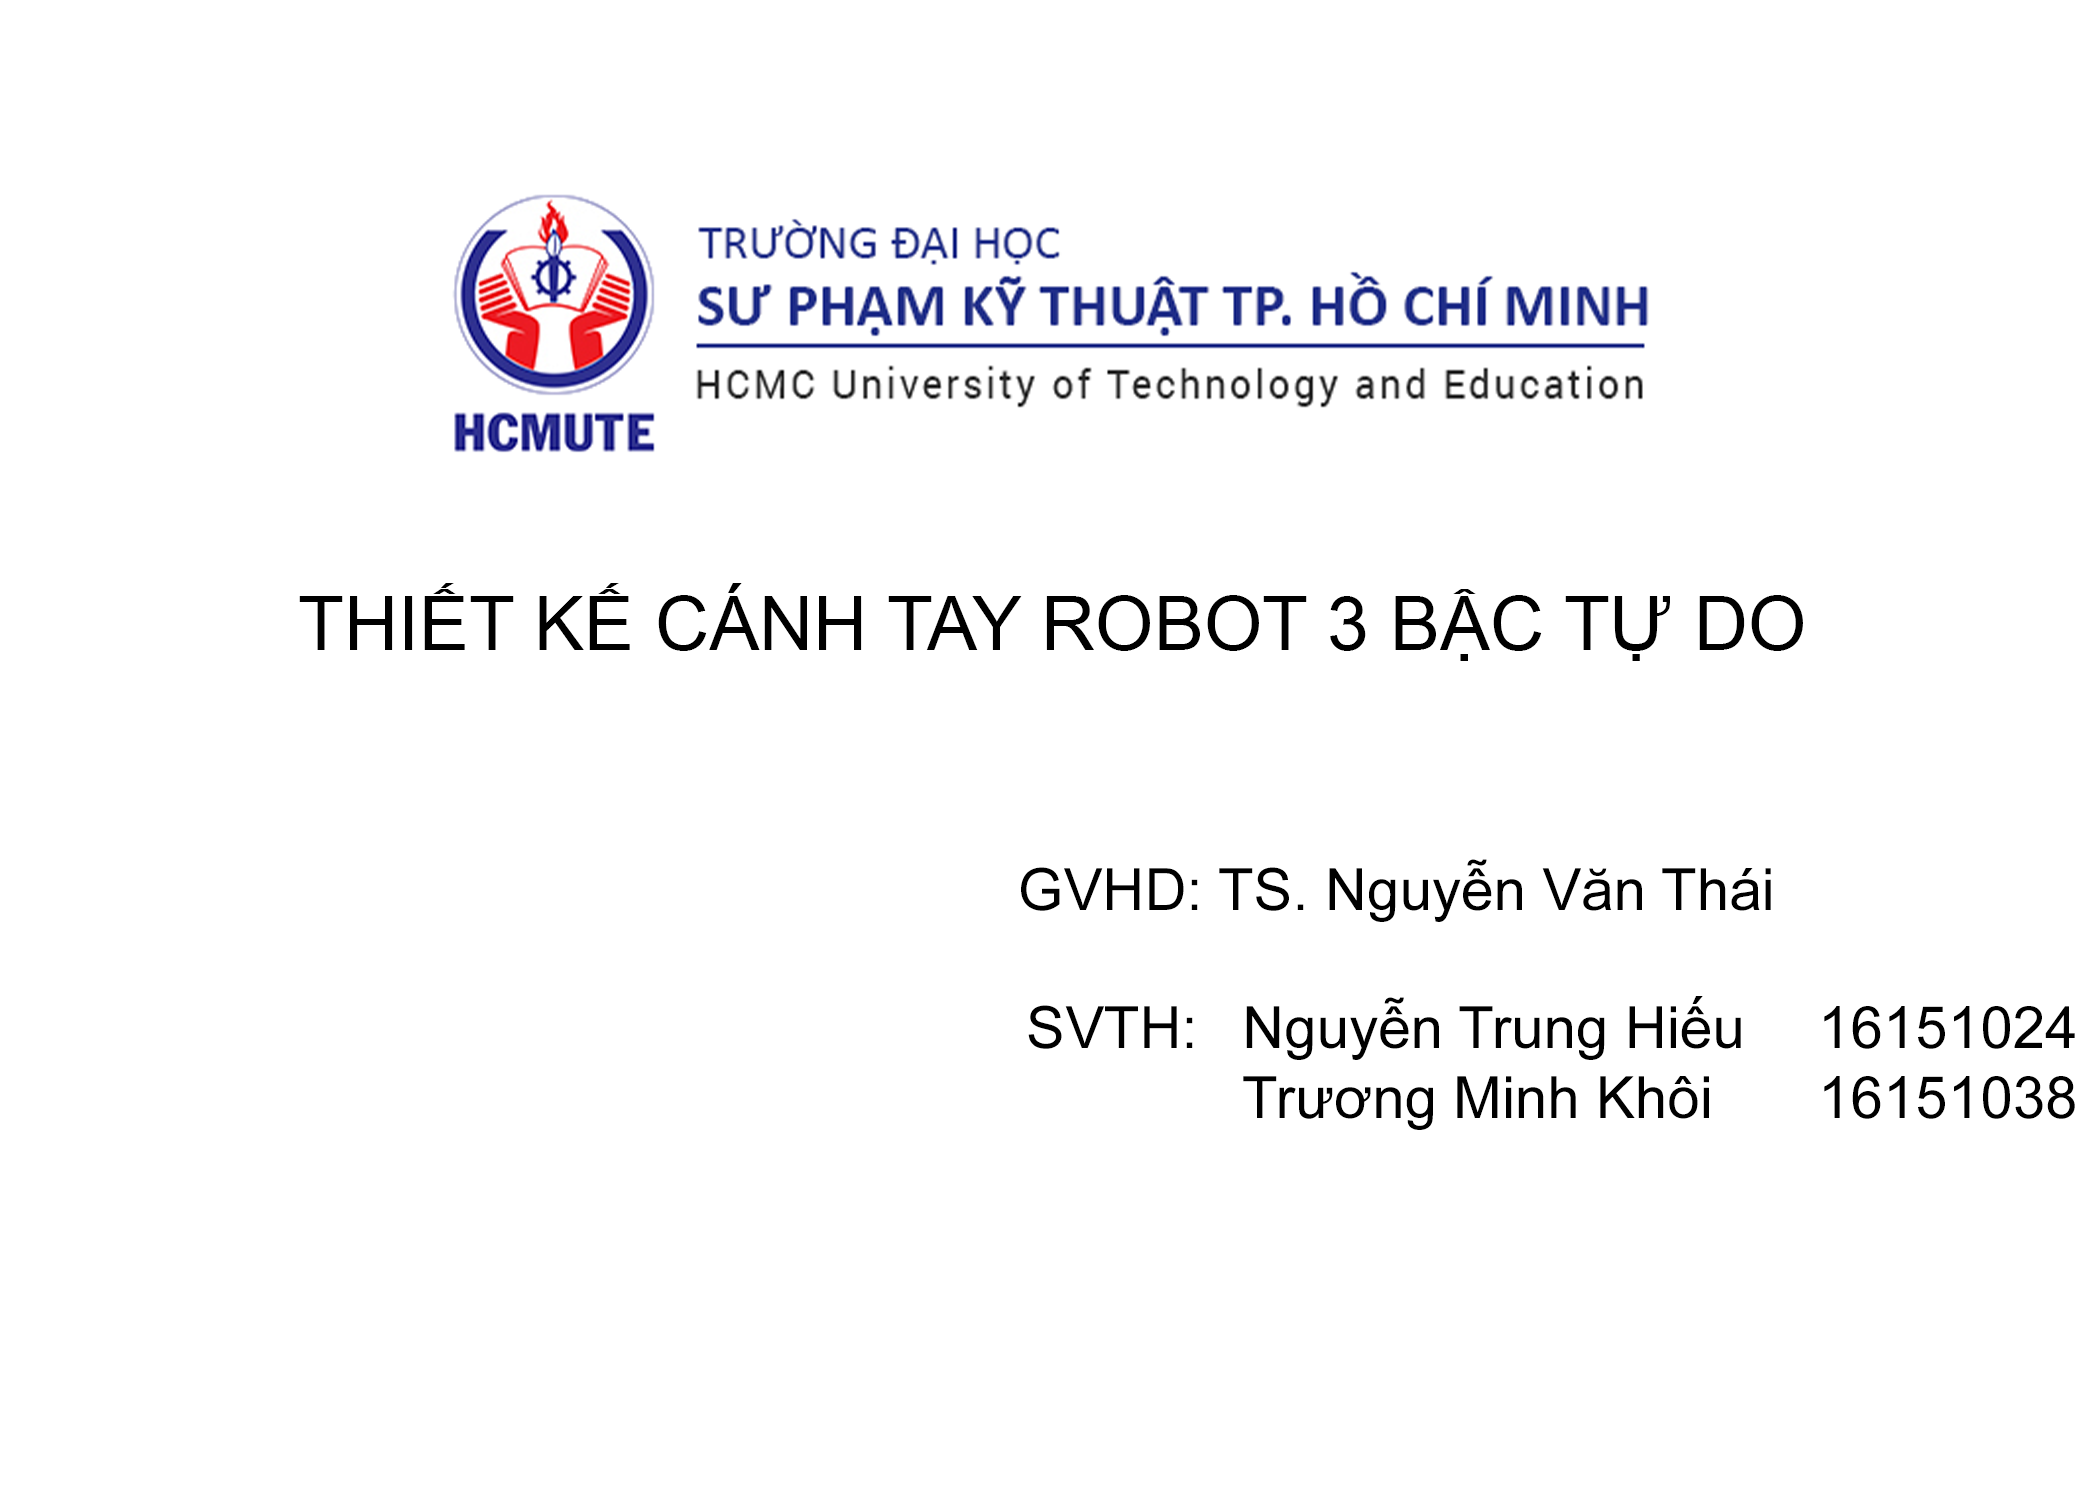 TRƯỜNG ĐẠI HỌC
SƯ PHẠM KỸ THUẬT TP. HỒ CHÍ MINH
HCMC University of Technology and Education
HCMUTE
THIẾT KẾ CÁNH TAY ROBOT 3 BẬC TỰ DO
GVHD: TS. Nguyễn Văn Thái
SVTH: Nguyễn Trung Hiếu 16151024
Trương Minh Khôi 16151038